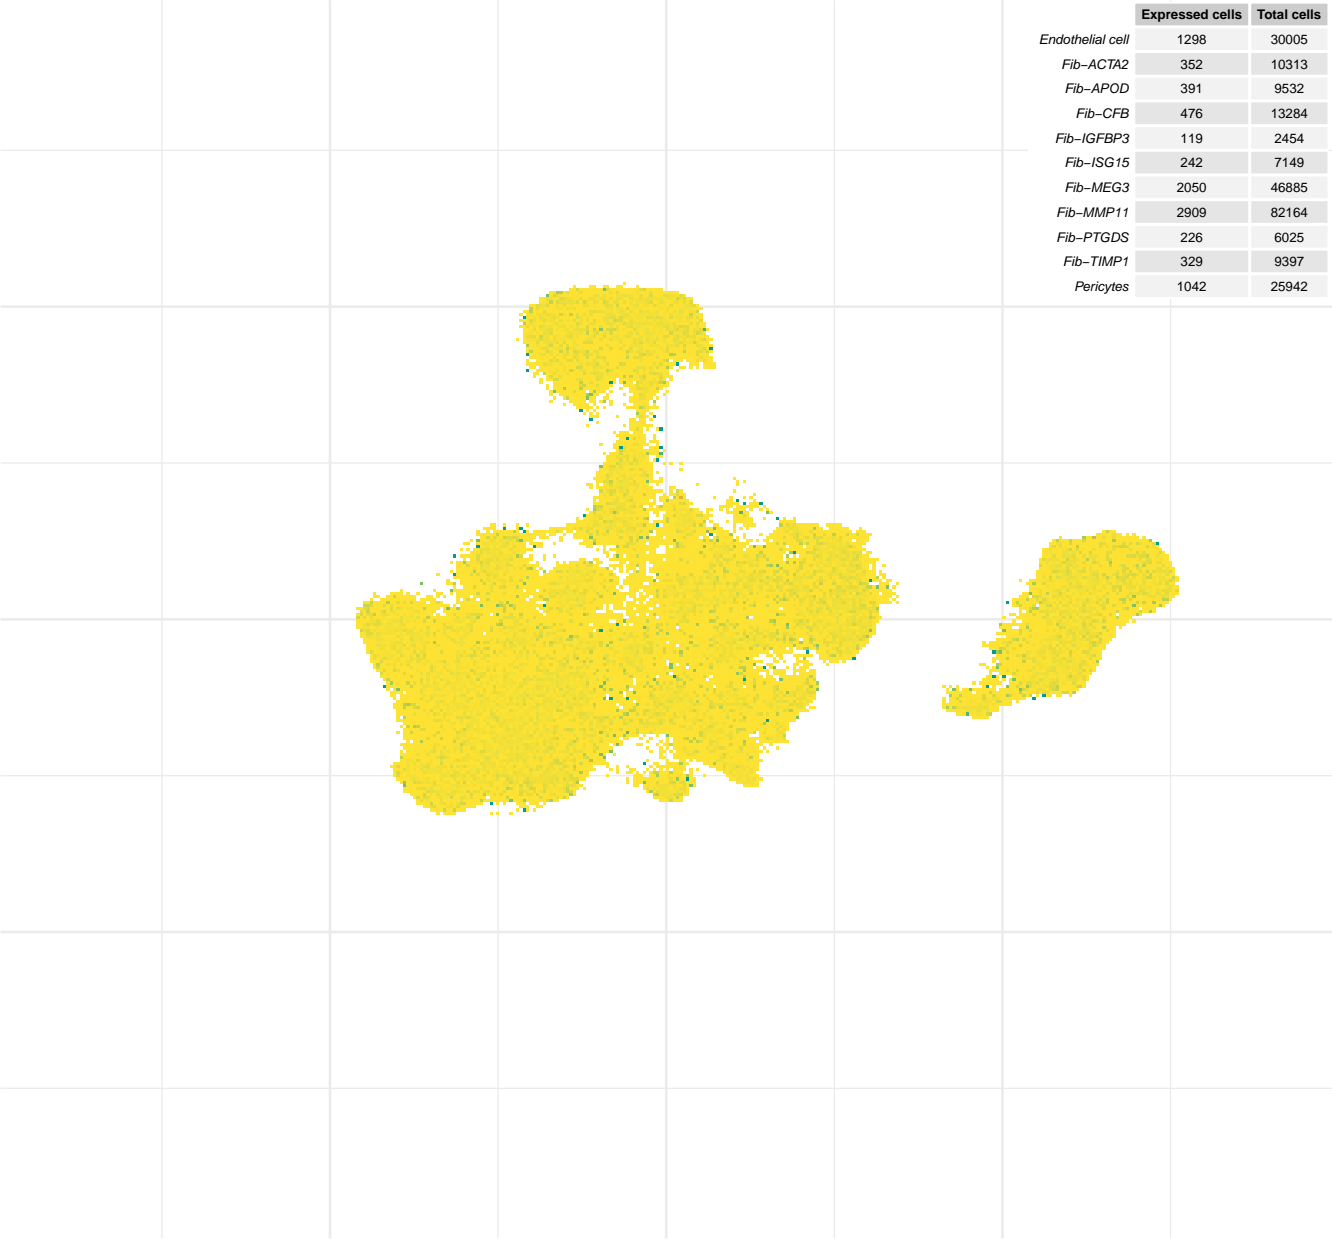 Expressed cells Total cells
Endothelial cell 1298 30005
Fib−ACTA2 352 10313
Fib−APOD 391 9532
Fib−CFB 476 13284
Fib−IGFBP3 119 2454
Fib−ISG15 242 7149
Fib−MEG3 2050 46885
Fib−MMP11 2909 82164
Fib−PTGDS 226 6025
Fib−TIMP1 329 9397
Pericytes 1042 25942